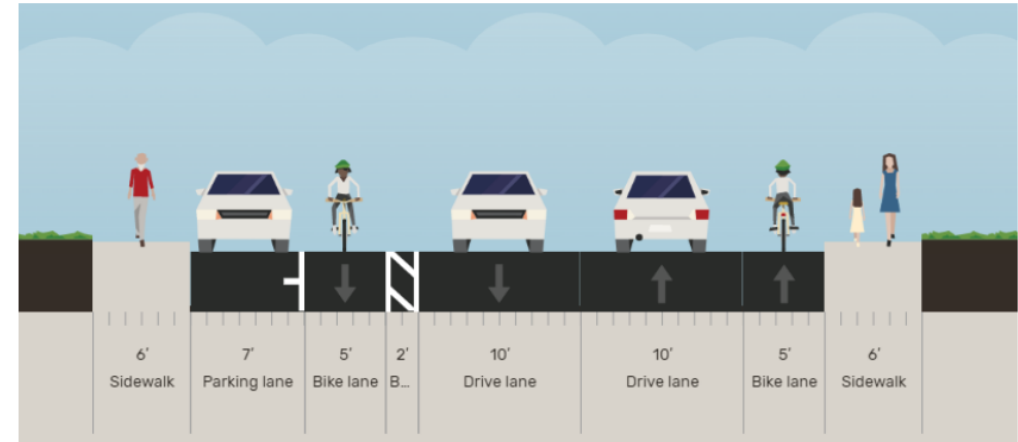 6′ 7′ 5′ 2′ 10′ 10′ 5′ 6′
Sidewalk Parking lane Bike lane B... Drive lane Drive lane Bike lane Sidewalk